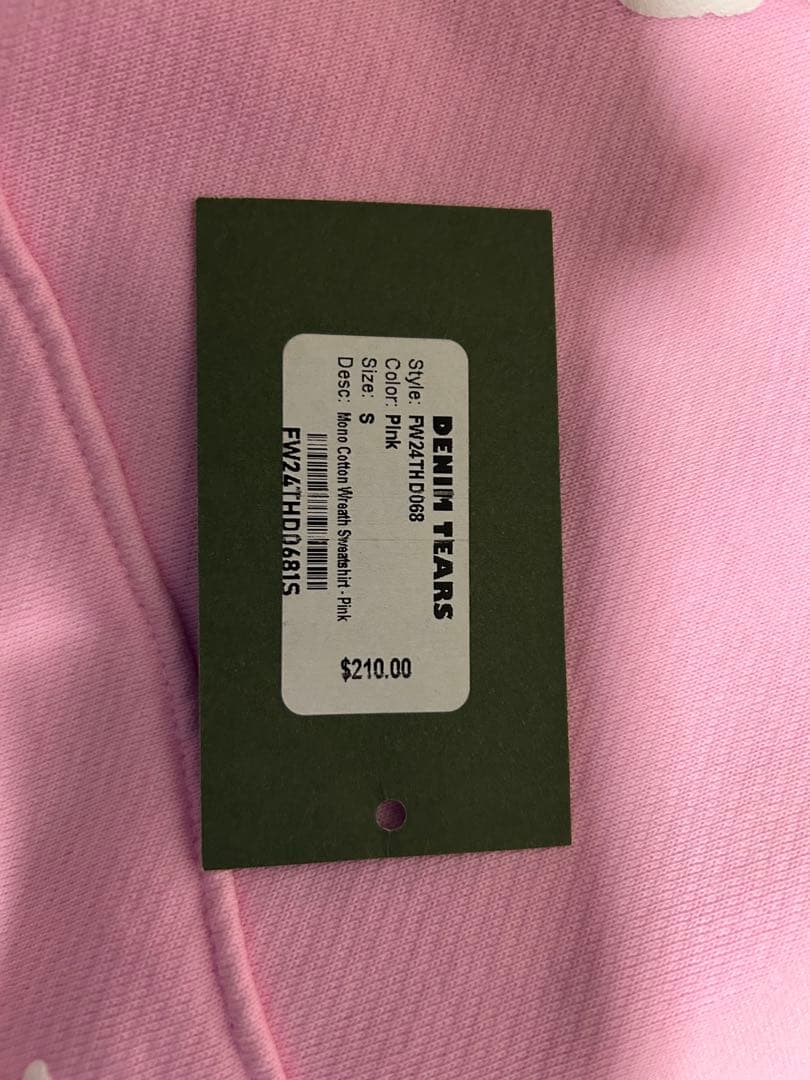 DENIM TEARS
Style: FW24THD068
Color: Pink
Size: S
Desc: Mono Cotton Wreath Sweatshirt - Pink
FW24THD0681S
$210.00